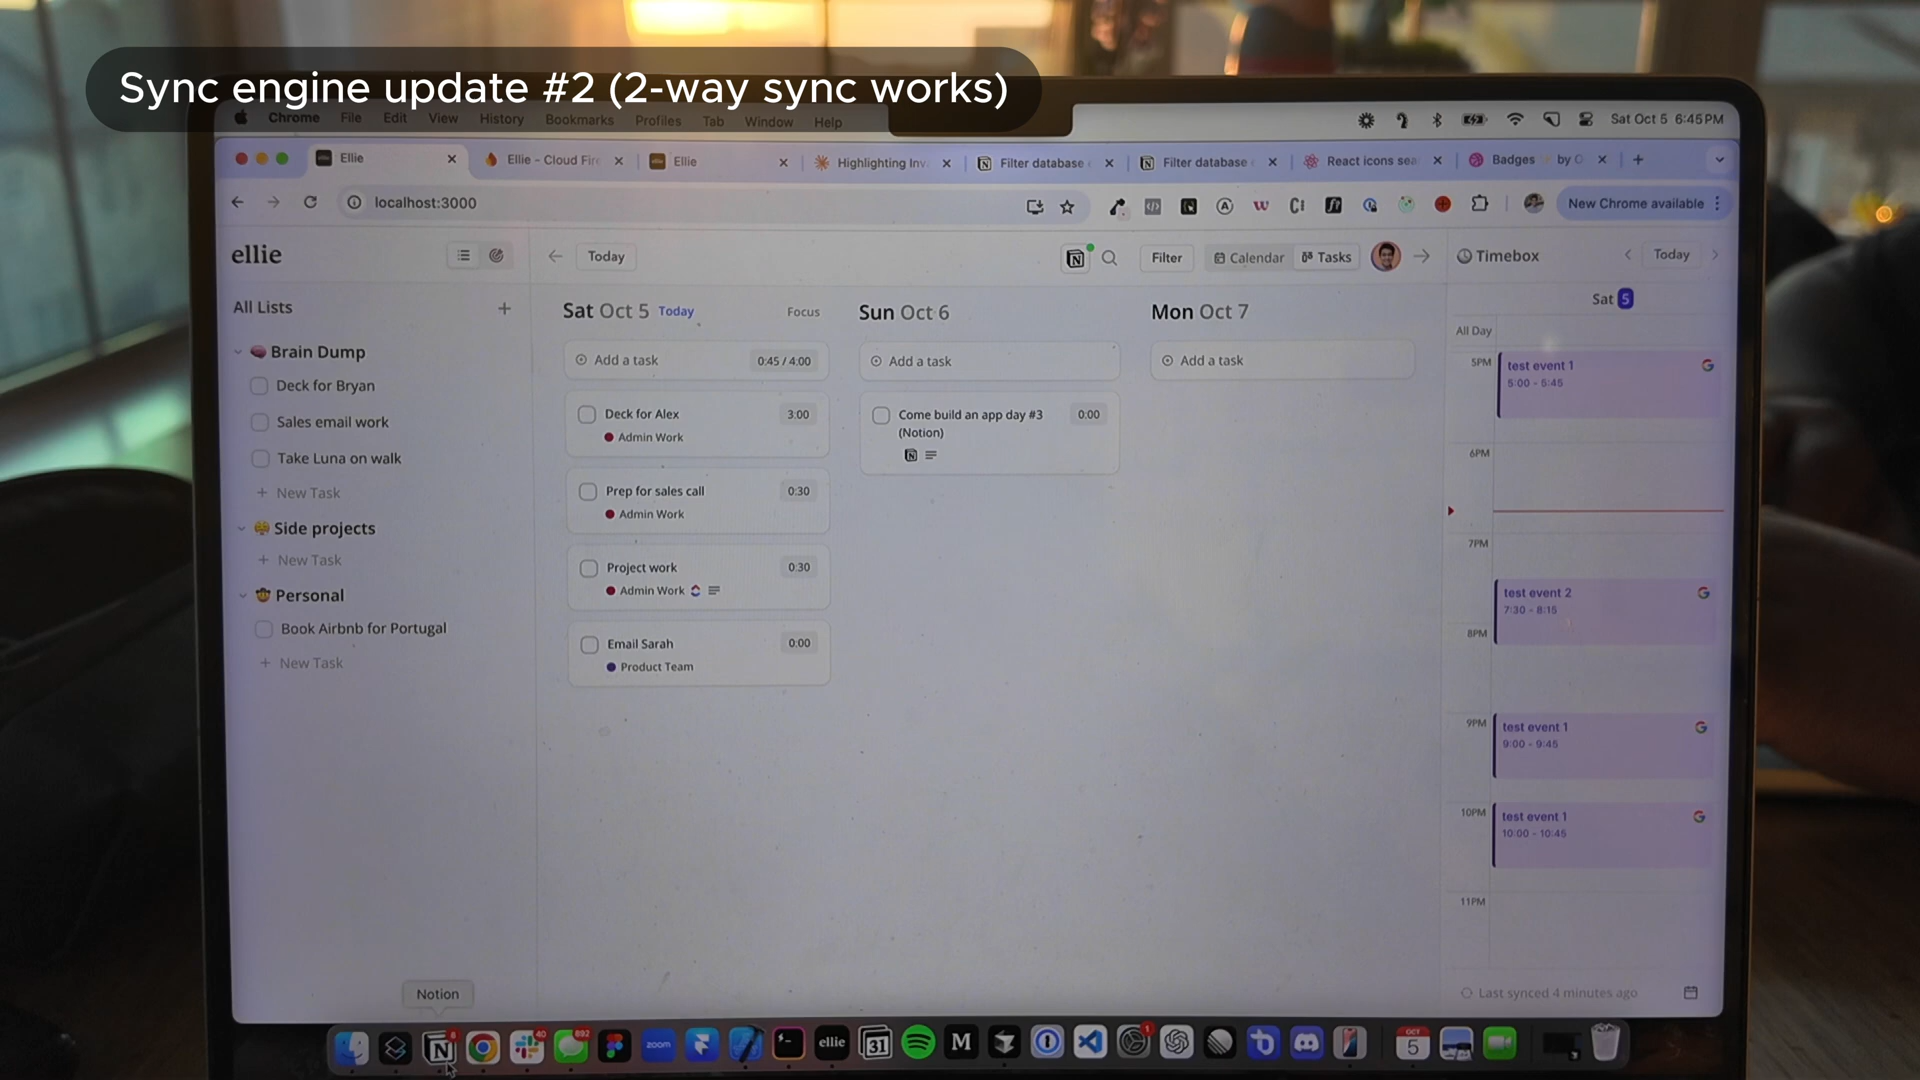 Sync engine update #2 (2-way sync works)
Chrome File Edit View History Bookmarks Profiles Tab Window Help
Sat Oct 5 6:45 PM
Ellie
Ellie - Cloud Fire
Ellie
Highlighting Inv
Filter database
Filter database
React icons sea
Badges by
localhost:3000
New Chrome available
ellie
Today
Filter
Calendar
Tasks
Timebox
Today
All Lists
Brain Dump
Deck for Bryan
Sales email work
Take Luna on walk
New Task
Side projects
New Task
Personal
Book Airbnb for Portugal
New Task
Sat Oct 5 Today
Focus
Add a task
0:45 / 4:00
Deck for Alex
3:00
Admin Work
Prep for sales call
0:30
Admin Work
Project work
0:30
Admin Work
Email Sarah
0:00
Product Team
Sun Oct 6
Add a task
Come build an app day #3
(Notion)
0:00
Mon Oct 7
Add a task
Sat 5
All Day
5PM
test event 1
5:00 - 5:45
6PM
7PM
test event 2
7:30 - 8:15
8PM
9PM
test event 1
9:00 - 9:45
10PM
test event 1
10:00 - 10:45
11PM
Last synced 4 minutes ago
Notion
8
40
892
zoom
ellie
31
M
1
OCT
5